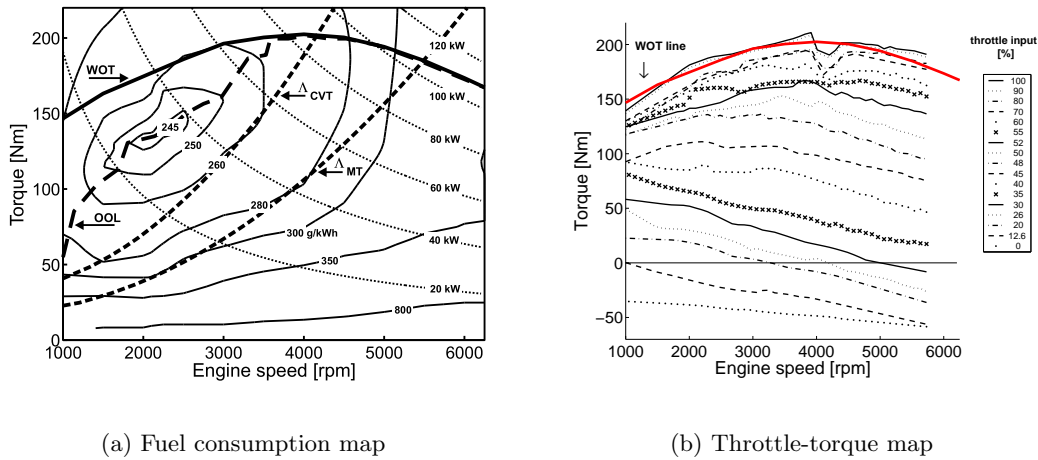 200
150
100
50
0
Torque [Nm]
1000
2000
3000
4000
5000
6000
Engine speed [rpm]
WOT
OOL
Λ CVT
Λ MT
245
250
260
280
300 g/kWh
350
800
120 kW
100 kW
80 kW
60 kW
40 kW
20 kW
(a) Fuel consumption map
200
150
100
50
0
−50
Torque [Nm]
1000
2000
3000
4000
5000
6000
Engine speed [rpm]
WOT line
throttle input
[%]
100
90
80
70
60
55
52
50
48
45
40
35
30
26
20
12.6
0
(b) Throttle-torque map